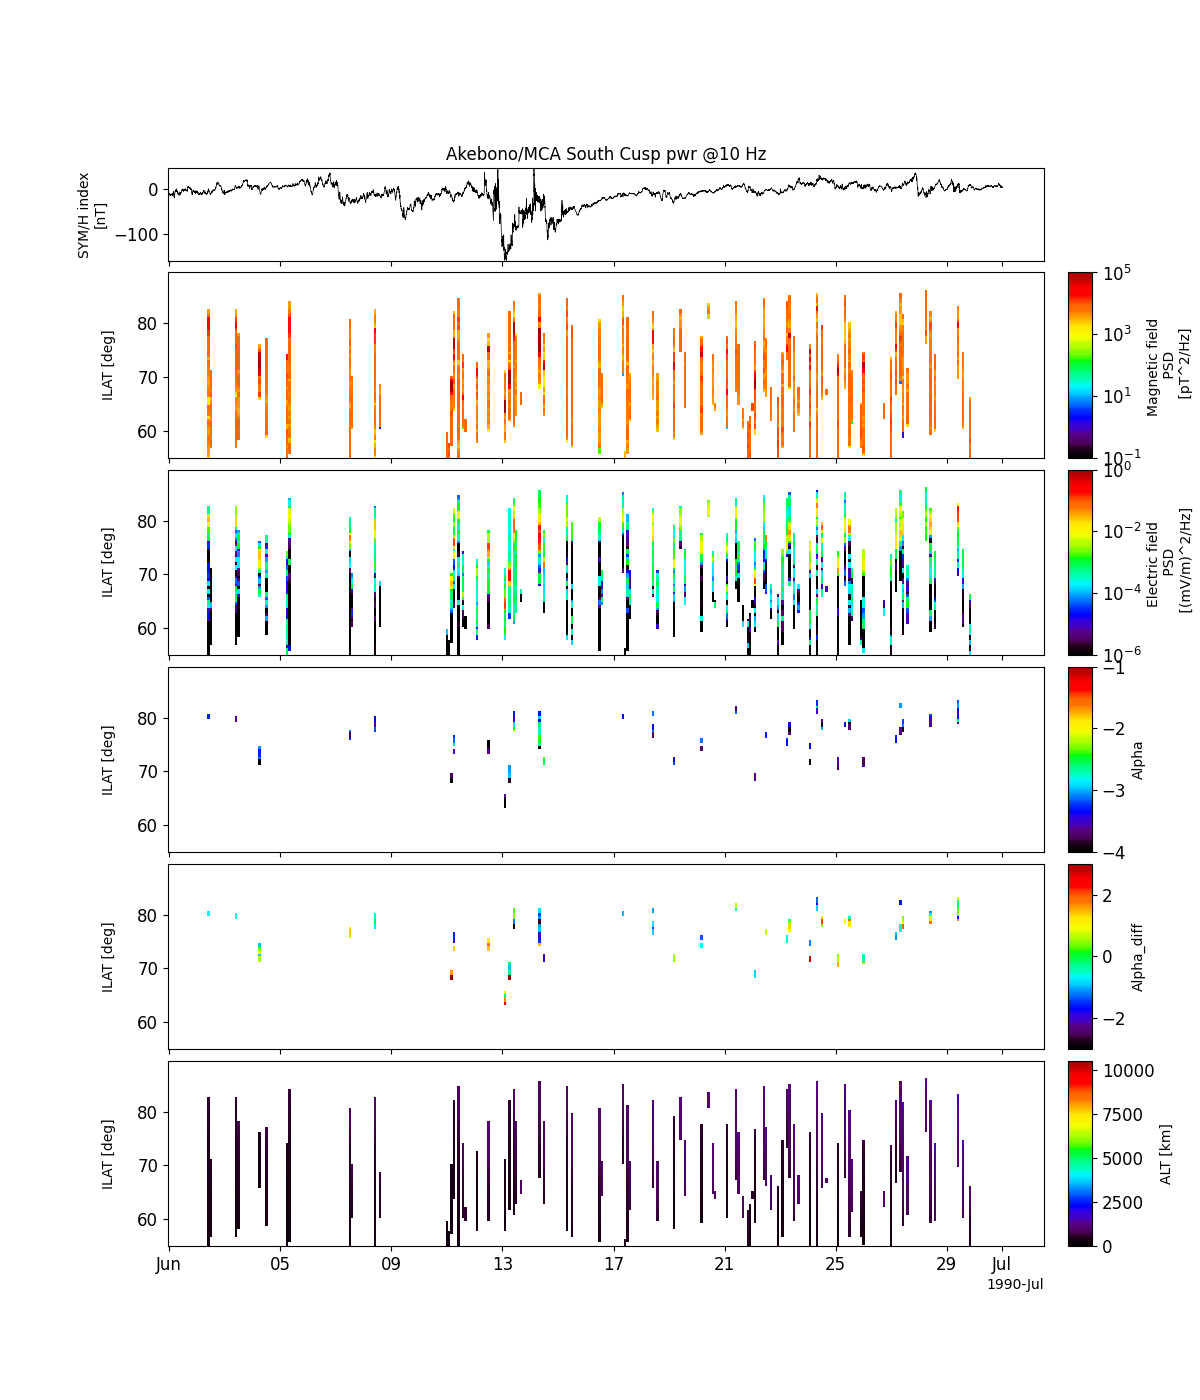 Akebono/MCA South Cusp pwr @10 Hz
SYM/H index
[nT]
0
−100
ILAT [deg]
80
70
60
10^5
10^3
10^1
10^-1
Magnetic field
PSD
[pT^2/Hz]
ILAT [deg]
80
70
60
10^0
10^-2
10^-4
10^-6
Electric field
PSD
[(mV/m)^2/Hz]
ILAT [deg]
80
70
60
−1
−2
−3
−4
Alpha
ILAT [deg]
80
70
60
2
0
−2
Alpha_diff
ILAT [deg]
80
70
60
10000
7500
5000
2500
0
ALT [km]
Jun 05 09 13 17 21 25 29 Jul
1990-Jul